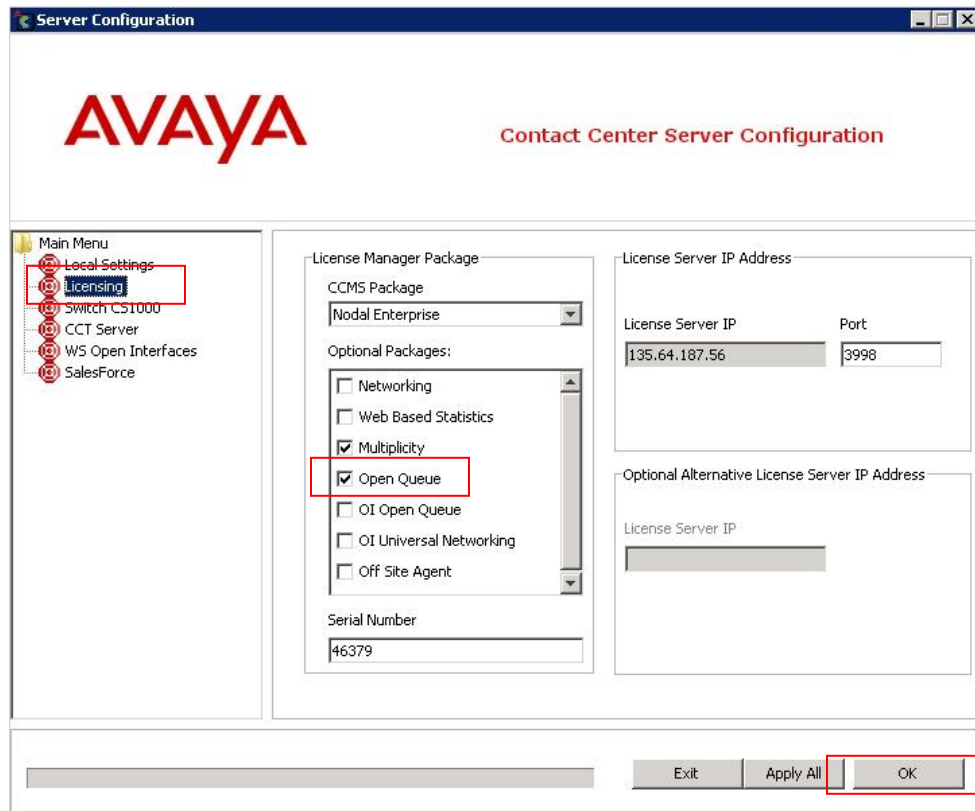 Server Configuration
AVAYA
Contact Center Server Configuration
Main Menu
Local Settings
Licensing
Switch CS1000
CCT Server
WS Open Interfaces
SalesForce
License Manager Package
CCMS Package
Nodal Enterprise
Optional Packages:
Networking
Web Based Statistics
Multiplicity
Open Queue
OI Open Queue
OI Universal Networking
Off Site Agent
Serial Number
46379
License Server IP Address
License Server IP Port
135.64.187.56 3998
Optional Alternative License Server IP Address
License Server IP
Exit Apply All OK